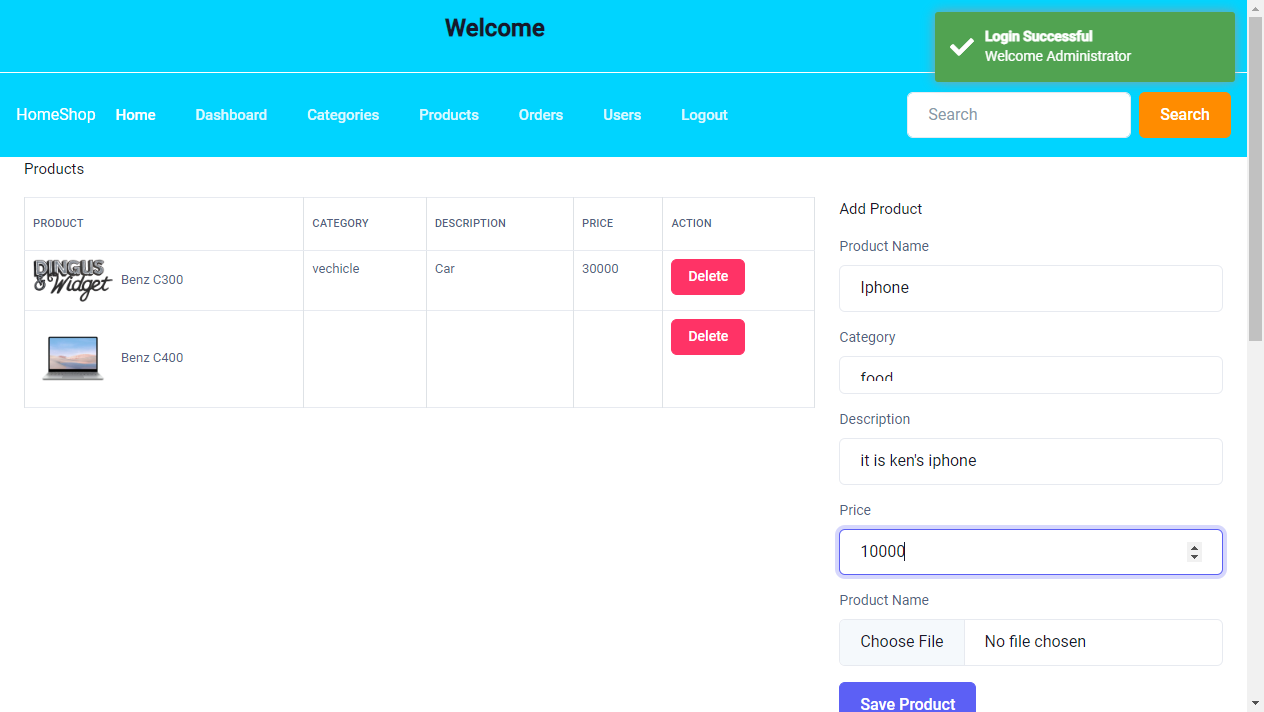 Welcome
Login Successful
Welcome Administrator
HomeShop Home Dashboard Categories Products Orders Users Logout Search Search
Products
PRODUCT CATEGORY DESCRIPTION PRICE ACTION
DINGUS
& Widget
Benz C300 vechicle Car 30000 Delete
Benz C400 Delete
Add Product
Product Name
Iphone
Category
food
Description
it is ken's iphone
Price
10000
Product Name
Choose File No file chosen
Save Product